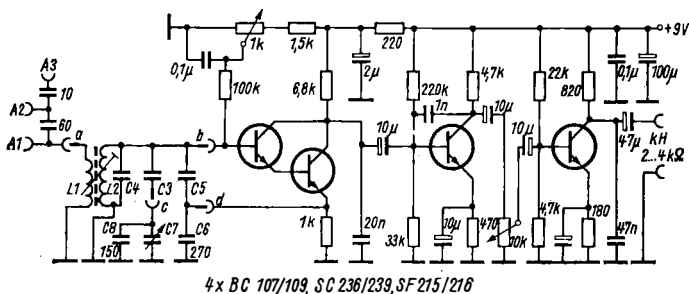 +9V
1k
1,5k
220
0,1µ
100k
6,8k
2µ
220k
1n
4,7k
10µ
22k
820
0,1µ
100µ
A3
10
A2
60
A1
a
b
10µ
10µ
47µ
kH
2...4kΩ
L1
L2
C4
C3
C5
c
d
C8
150
C7
C6
270
1k
20n
33k
10µ
470
10k
4,7k
180
47n
4x BC 107/109, SC 236/239, SF 215/216